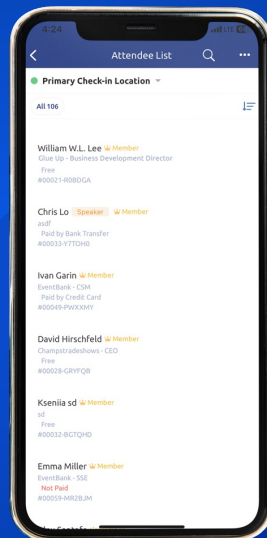 4:24
LTE
Attendee List
Primary Check-in Location
All 106
William W.L. Lee Member
Glue Up - Business Development Director
Free
#00021-R0BDGA
Chris Lo Speaker Member
asdf
Paid by Bank Transfer
#00033-Y7TOH0
Ivan Garin Member
EventBank - CSM
Paid by Credit Card
#00049-PWXXMY
David Hirschfeld Member
Champstradeshows - CEO
Free
#00028-GRYFQB
Kseniia sd Member
sd
Free
#00032-BGTQHD
Emma Miller Member
EventBank - SSE
Not Paid
#00059-MR2BJM